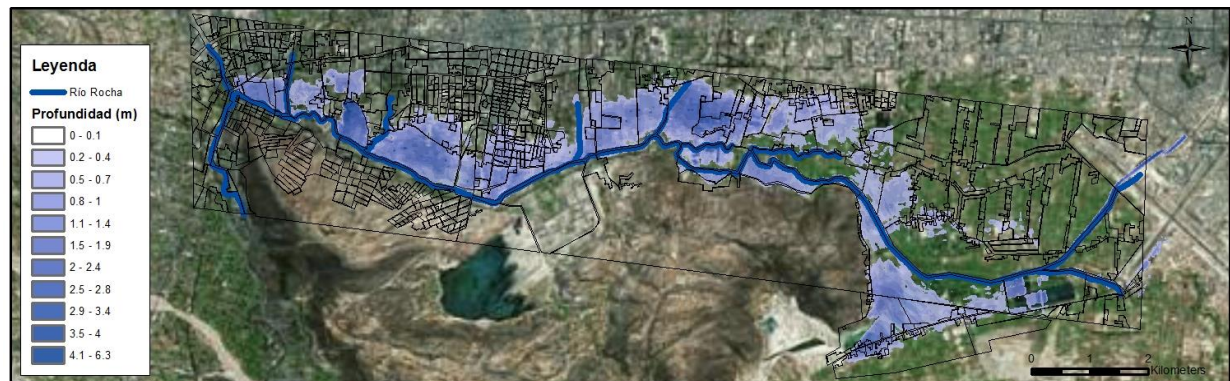 Leyenda
Río Rocha
Profundidad (m)
0 - 0.1
0.2 - 0.4
0.5 - 0.7
0.8 - 1
1.1 - 1.4
1.5 - 1.9
2 - 2.4
2.5 - 2.8
2.9 - 3.4
3.5 - 4
4.1 - 6.3
N
0 1 2
Kilometers